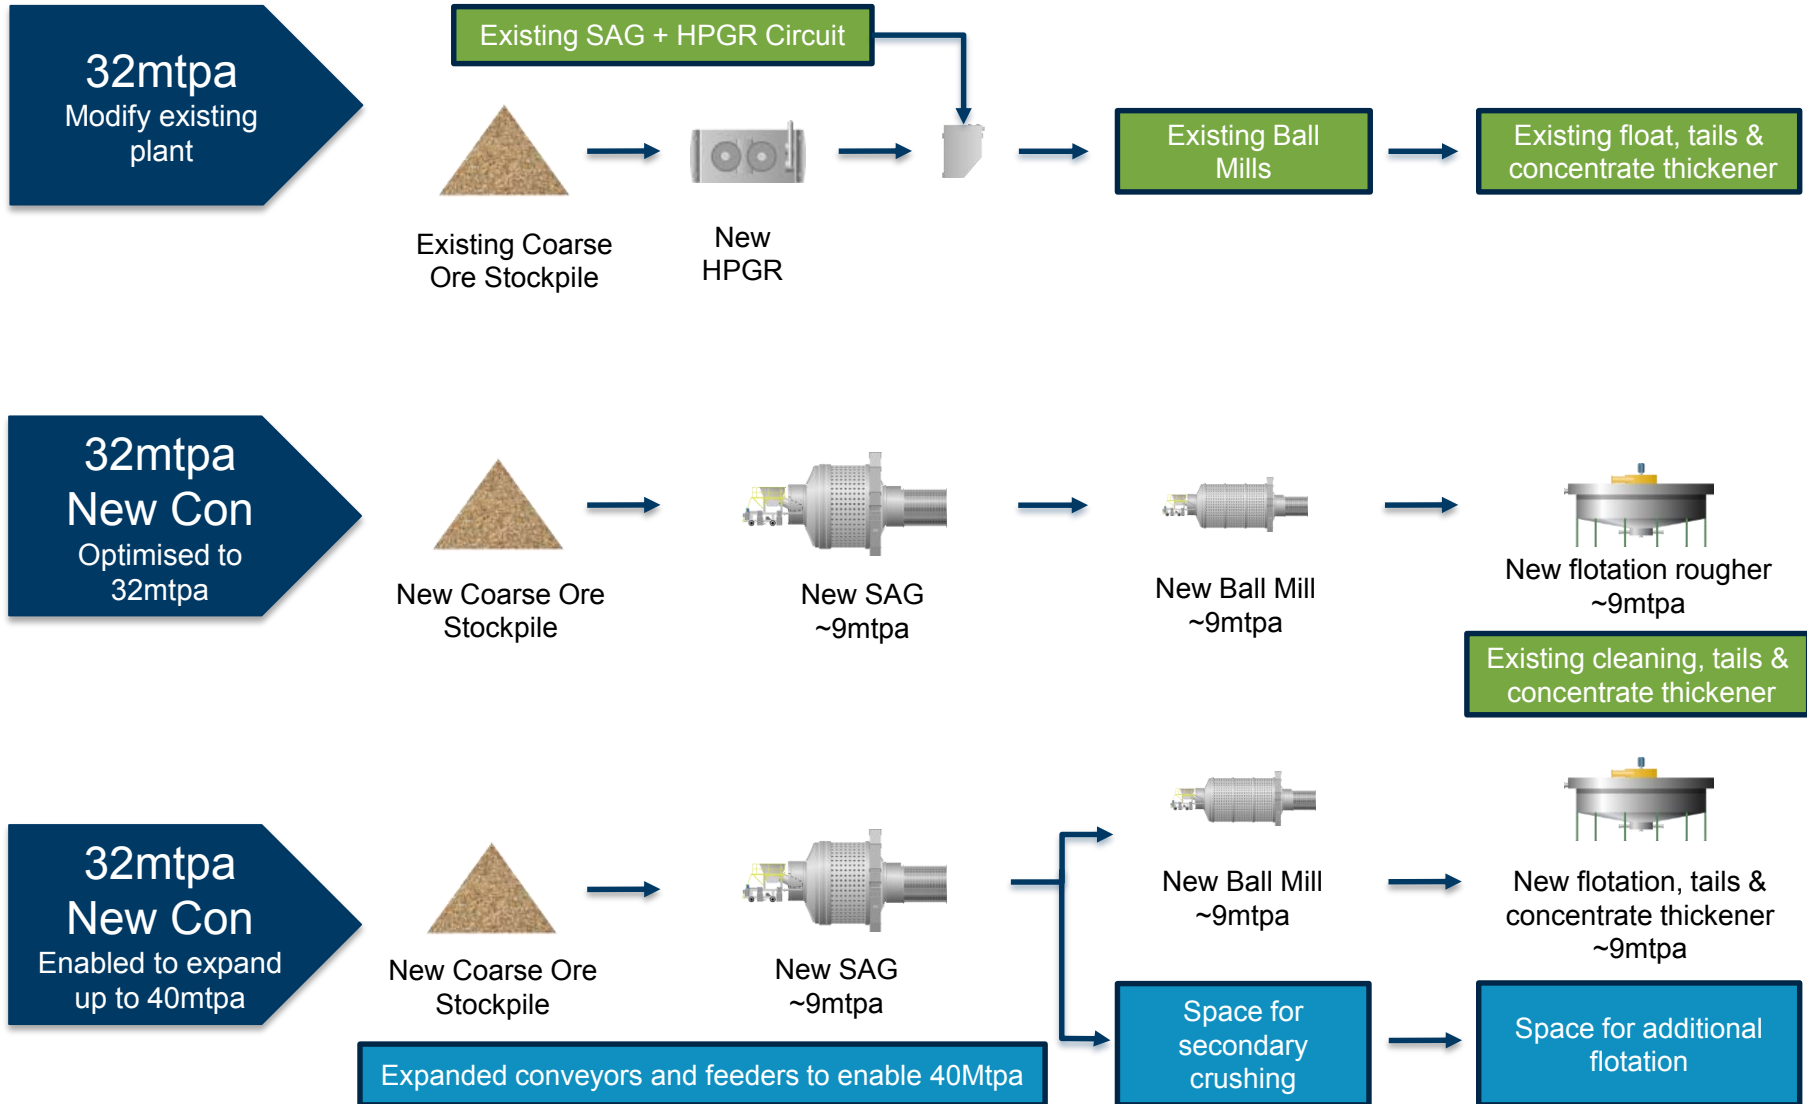 32mtpa
Modify existing
plant
Existing SAG + HPGR Circuit
Existing Coarse
Ore Stockpile
New
HPGR
Existing Ball
Mills
Existing float, tails &
concentrate thickener
32mtpa
New Con
Optimised to
32mtpa
New Coarse Ore
Stockpile
New SAG
~9mtpa
New Ball Mill
~9mtpa
New flotation rougher
~9mtpa
Existing cleaning, tails &
concentrate thickener
32mtpa
New Con
Enabled to expand
up to 40mtpa
New Coarse Ore
Stockpile
New SAG
~9mtpa
New Ball Mill
~9mtpa
New flotation, tails &
concentrate thickener
~9mtpa
Expanded conveyors and feeders to enable 40Mtpa
Space for
secondary
crushing
Space for additional
flotation